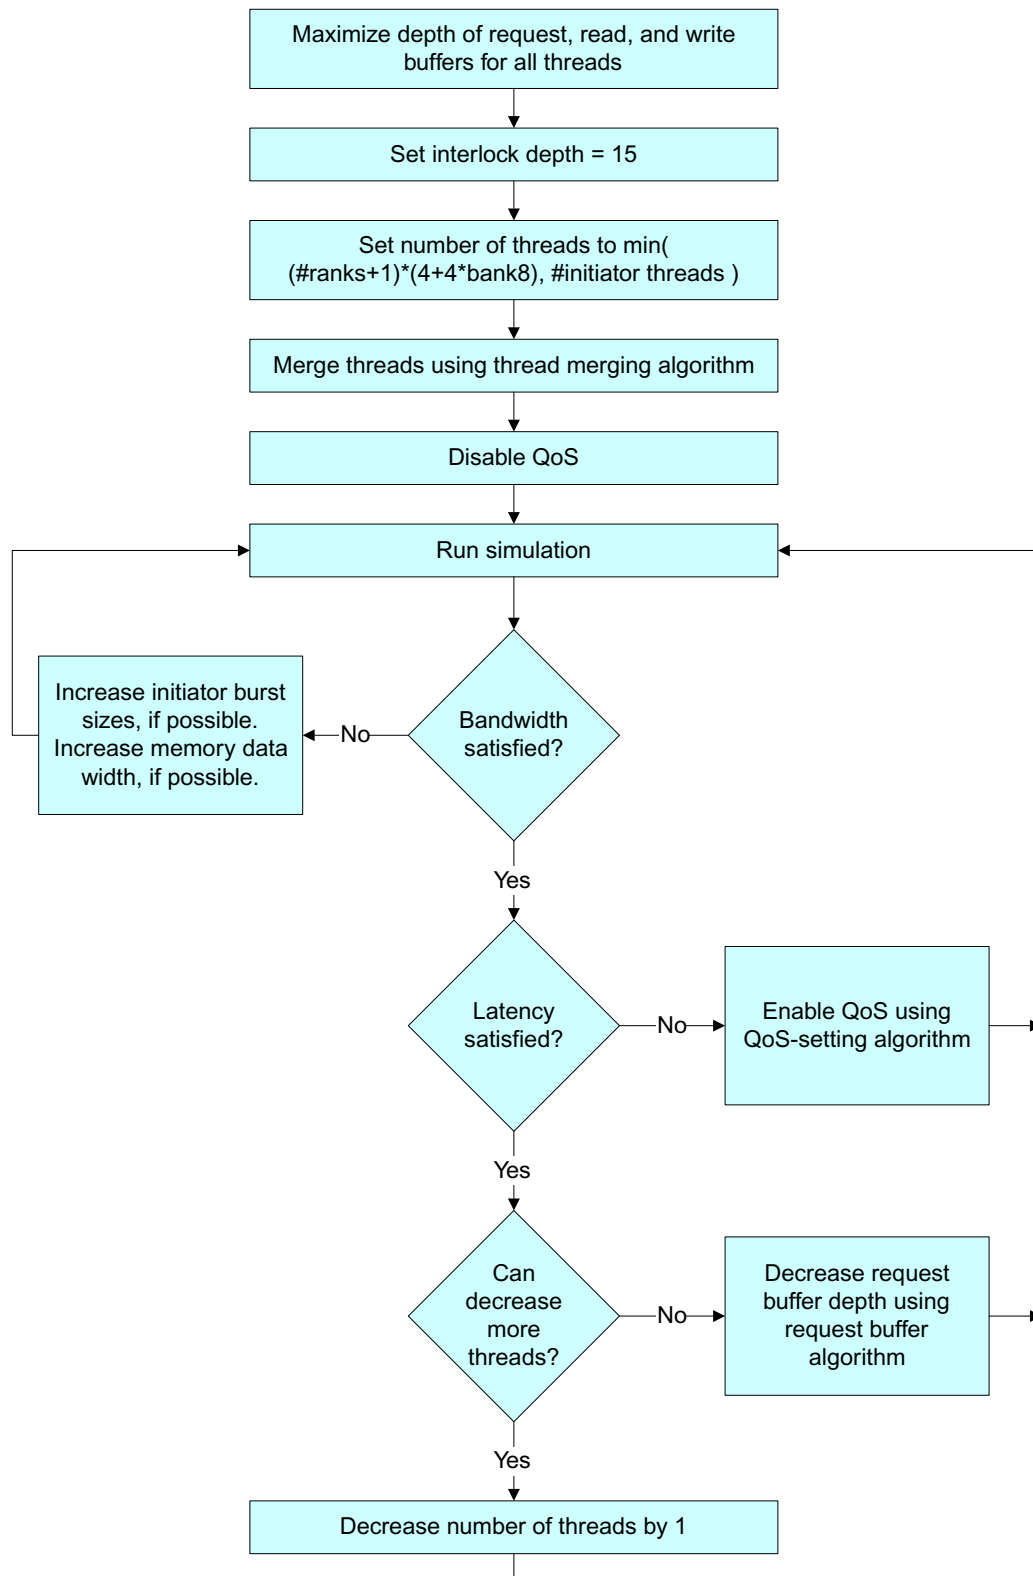 Maximize depth of request, read, and write
buffers for all threads
Set interlock depth = 15
Set number of threads to min(
(#ranks+1)*(4+4*bank8), #initiator threads )
Merge threads using thread merging algorithm
Disable QoS
Run simulation
Increase initiator burst
sizes, if possible.
Increase memory data
width, if possible.
No
Bandwidth
satisfied?
Yes
Latency
satisfied?
No
Enable QoS using
QoS-setting algorithm
Yes
Can
decrease
more
threads?
No
Decrease request
buffer depth using
request buffer
algorithm
Yes
Decrease number of threads by 1